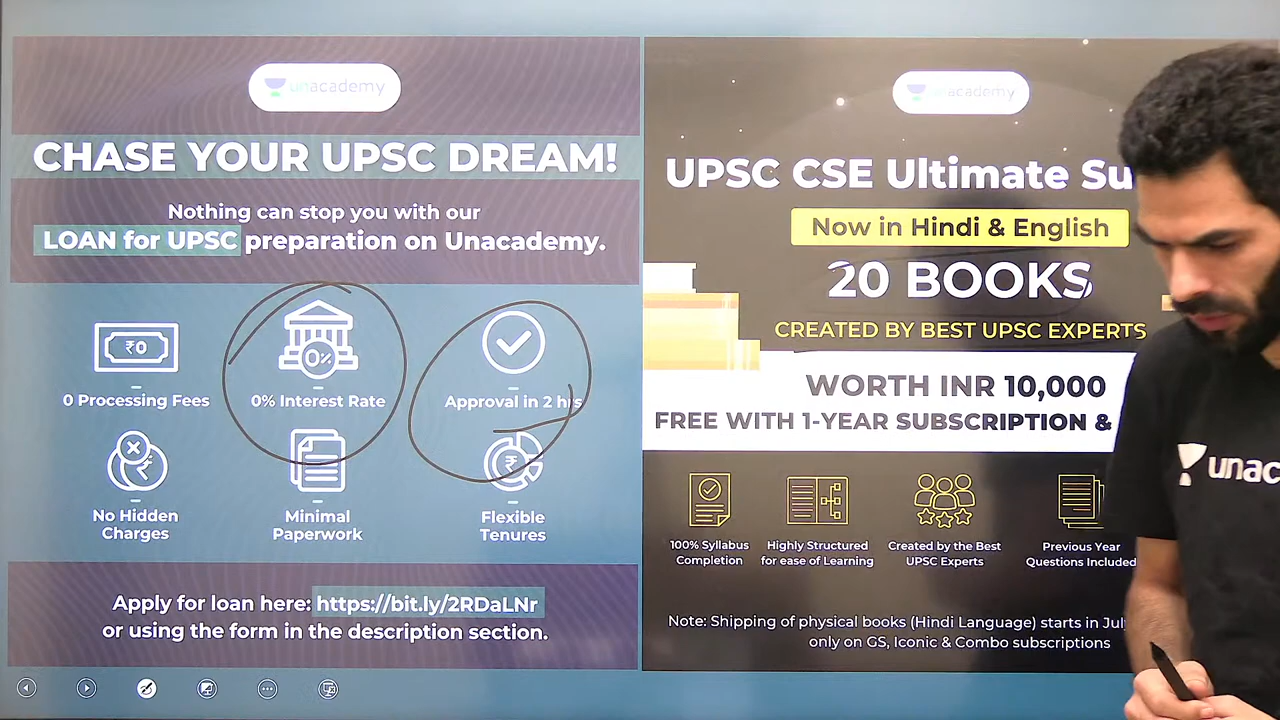 unacademy
CHASE YOUR UPSC DREAM!
Nothing can stop you with our
LOAN for UPSC preparation on Unacademy.
₹0
0 Processing Fees
0%
0% Interest Rate
Approval in 2 hrs
₹
No Hidden
Charges
Minimal
Paperwork
₹
Flexible
Tenures
Apply for loan here: https://bit.ly/2RDaLNr
or using the form in the description section.
unacademy
UPSC CSE Ultimate Su
Now in Hindi & English
20 BOOKS
CREATED BY BEST UPSC EXPERTS
WORTH INR 10,000
FREE WITH 1-YEAR SUBSCRIPTION &
100% Syllabus
Completion
Highly Structured
for ease of Learning
Created by the Best
UPSC Experts
Previous Year
Questions Included
Note: Shipping of physical books (Hindi Language) starts in July
only on GS, Iconic & Combo subscriptions
unac